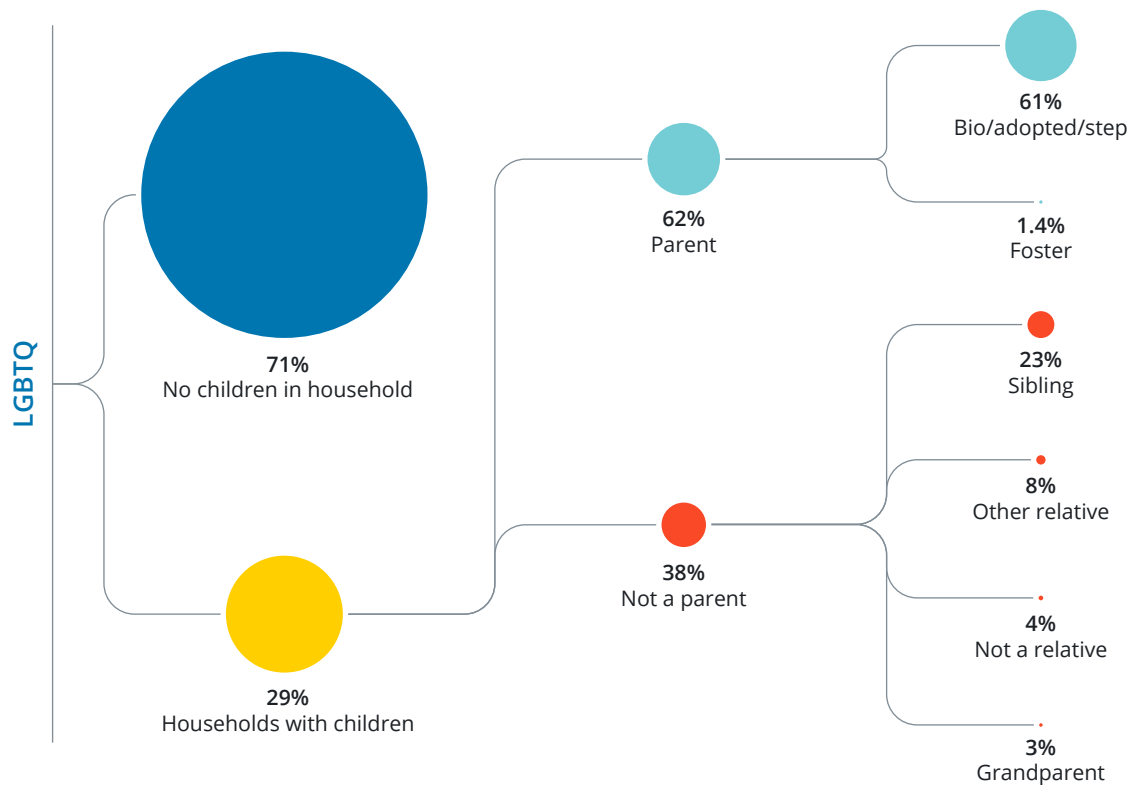 LGBTQ
71%
No children in household
29%
Households with children
62%
Parent
38%
Not a parent
61%
Bio/adopted/step
1.4%
Foster
23%
Sibling
8%
Other relative
4%
Not a relative
3%
Grandparent